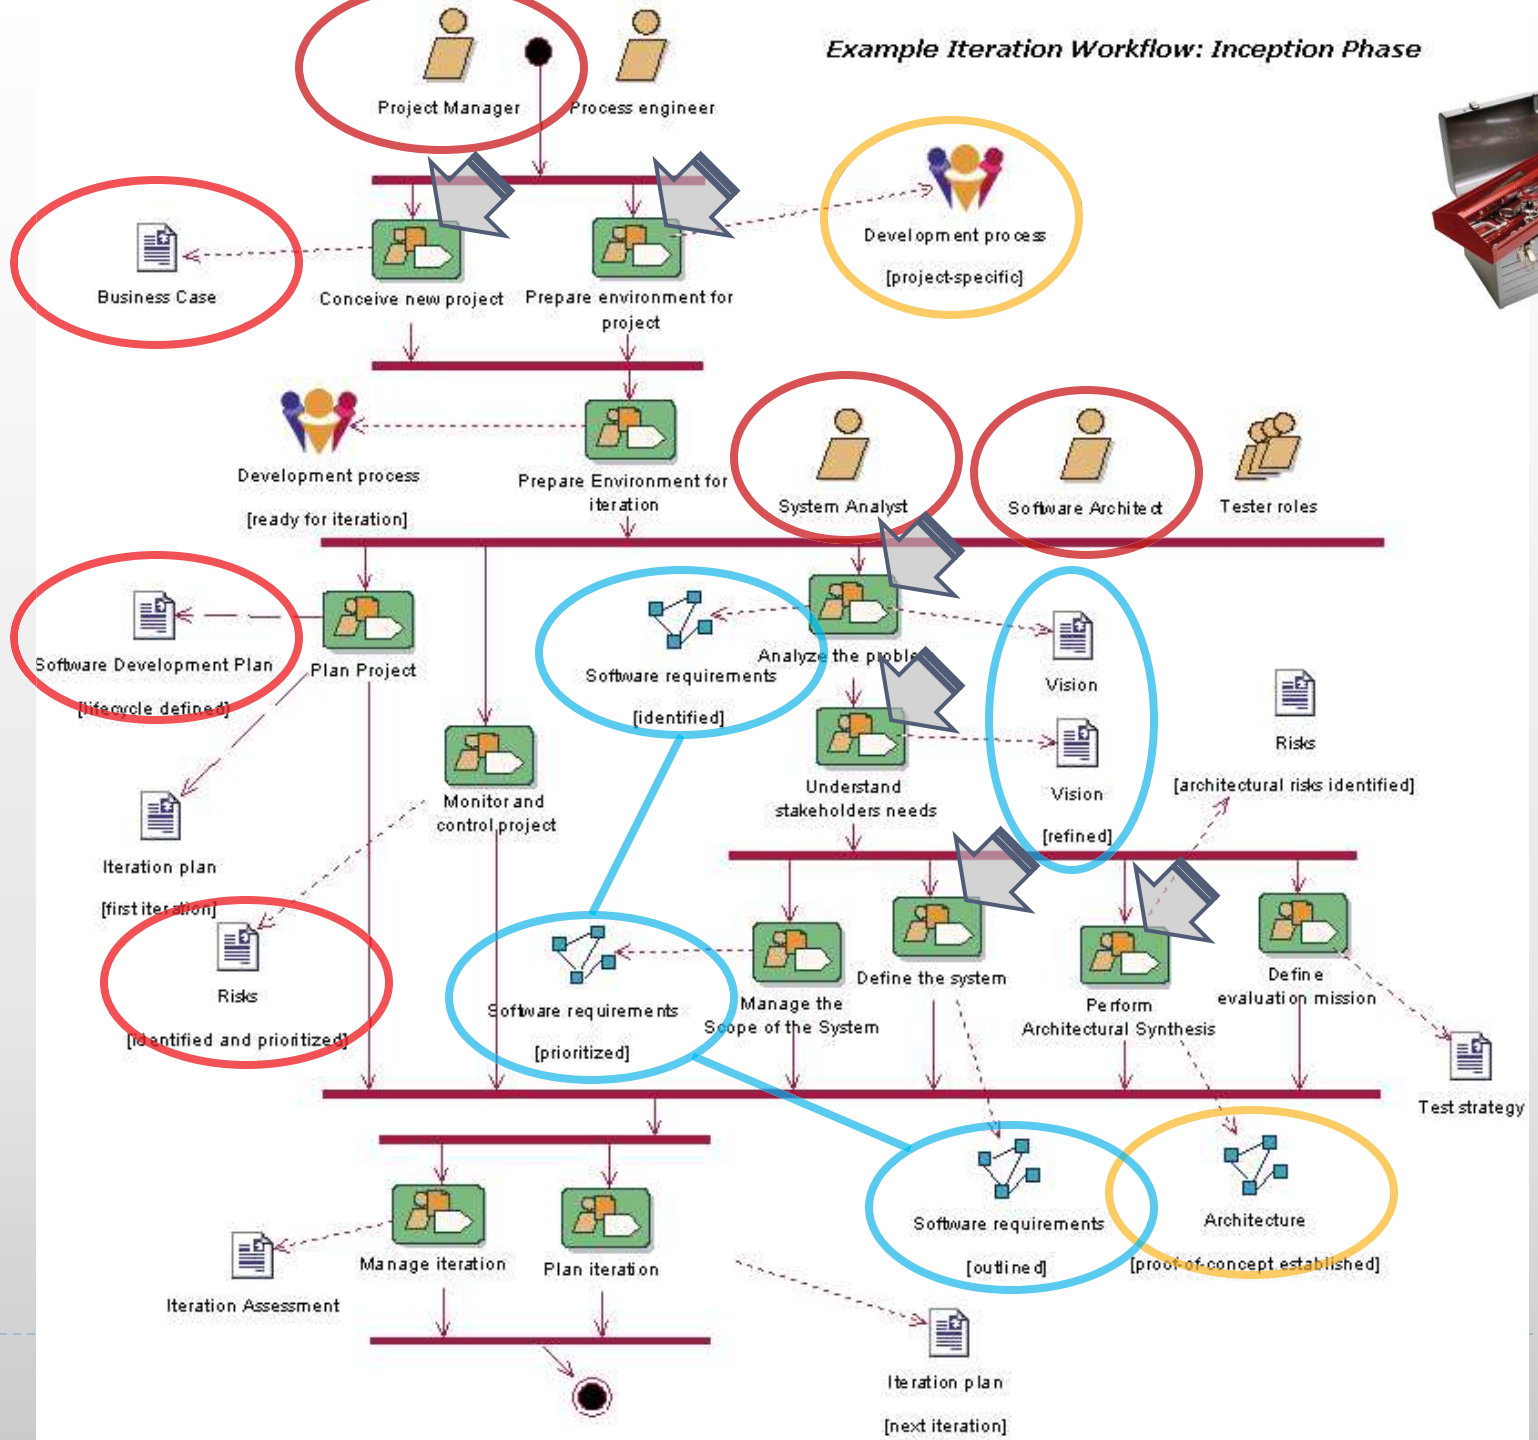 Example Iteration Workflow: Inception Phase
Project Manager
Process engineer
Development process
[project-specific]
Business Case
Conceive new project
Prepare environment for
project
Development process
[ready for iteration]
Prepare Environment for
iteration
System Analyst
Software Architect
Tester roles
Software Development Plan
[lifecycle defined]
Plan Project
Software requirements
[identified]
Analyze the proble
Vision
Vision
[refined]
Risks
[architectural risks identified]
Understand
stakeholders needs
Monitor and
control project
Iteration plan
[first iteration]
Risks
[identified and prioritized]
Software requirements
[prioritized]
Manage the
Scope of the System
Define the system
Perform
Architectural Synthesis
Define
evaluation mission
Test strategy
Software requirements
[outlined]
Architecture
[proof-of-concept established]
Manage iteration
Plan iteration
Iteration Assessment
Iteration plan
[next iteration]